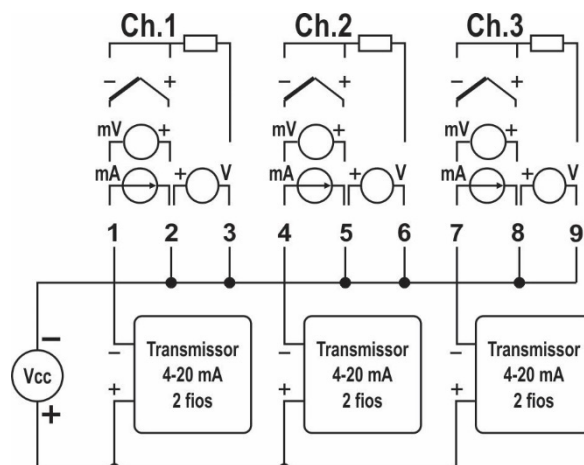 Ch.1 Ch.2 Ch.3
− + − + − +
mV + mV + mV +
mA + V mA + V mA + V
1 2 3 4 5 6 7 8 9
−
Vcc
+
−
+
Transmissor
4-20 mA
2 fios
−
+
Transmissor
4-20 mA
2 fios
−
+
Transmissor
4-20 mA
2 fios